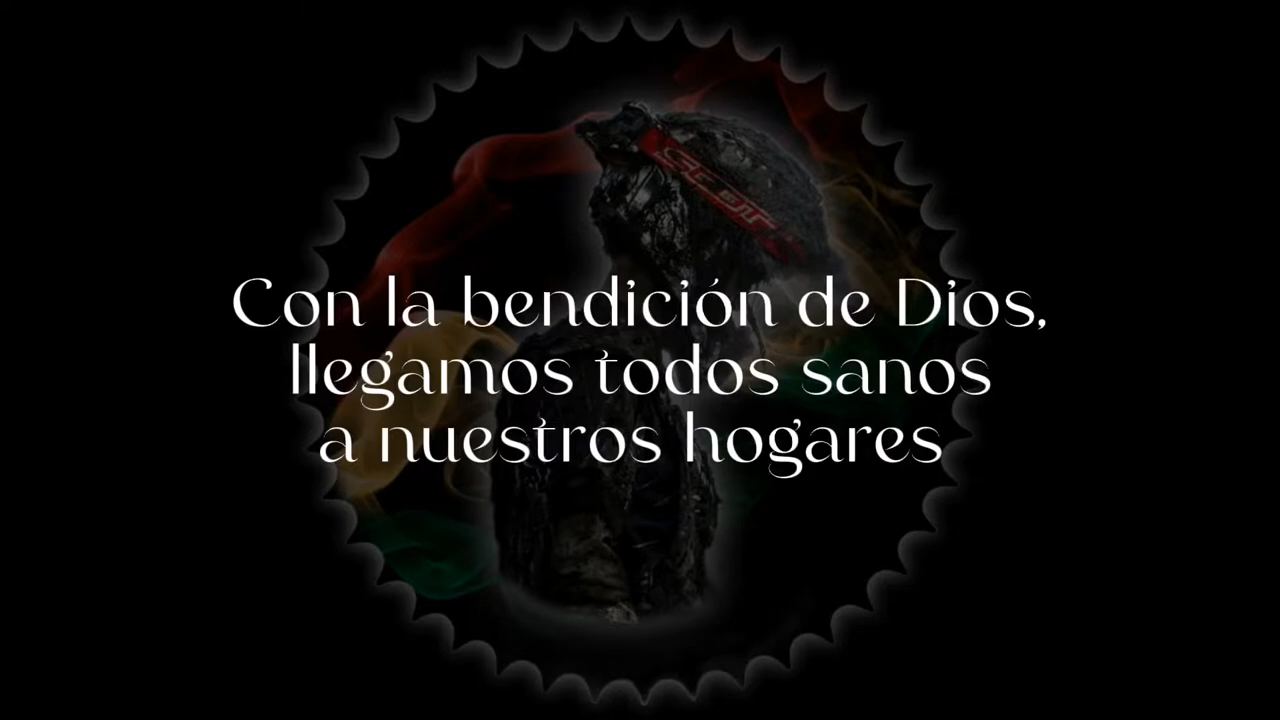 Con la bendición de Dios,
llegamos todos sanos
a nuestros hogares